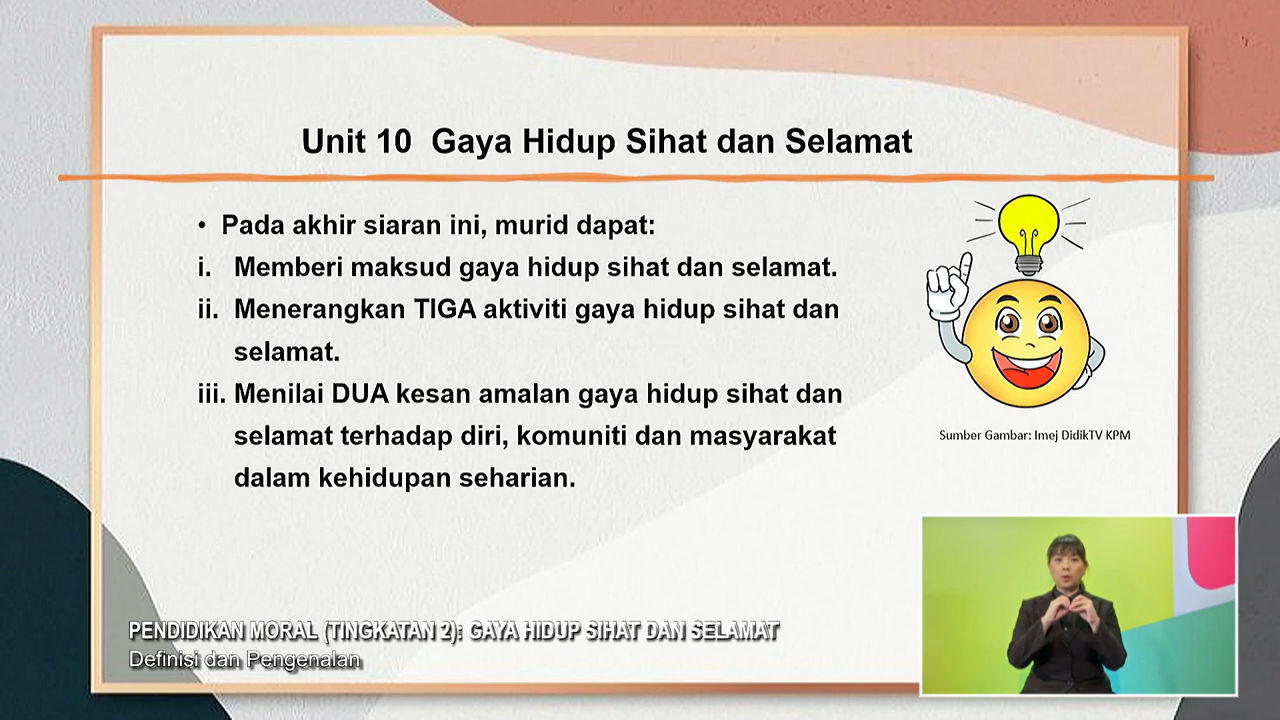 Unit 10 Gaya Hidup Sihat dan Selamat
• Pada akhir siaran ini, murid dapat:
i. Memberi maksud gaya hidup sihat dan selamat.
ii. Menerangkan TIGA aktiviti gaya hidup sihat dan
selamat.
iii. Menilai DUA kesan amalan gaya hidup sihat dan
selamat terhadap diri, komuniti dan masyarakat
dalam kehidupan seharian.
Sumber Gambar: Imej DidikTV KPM
PENDIDIKAN MORAL (TINGKATAN 2): GAYA HIDUP SIHAT DAN SELAMAT
Definisi dan Pengenalan